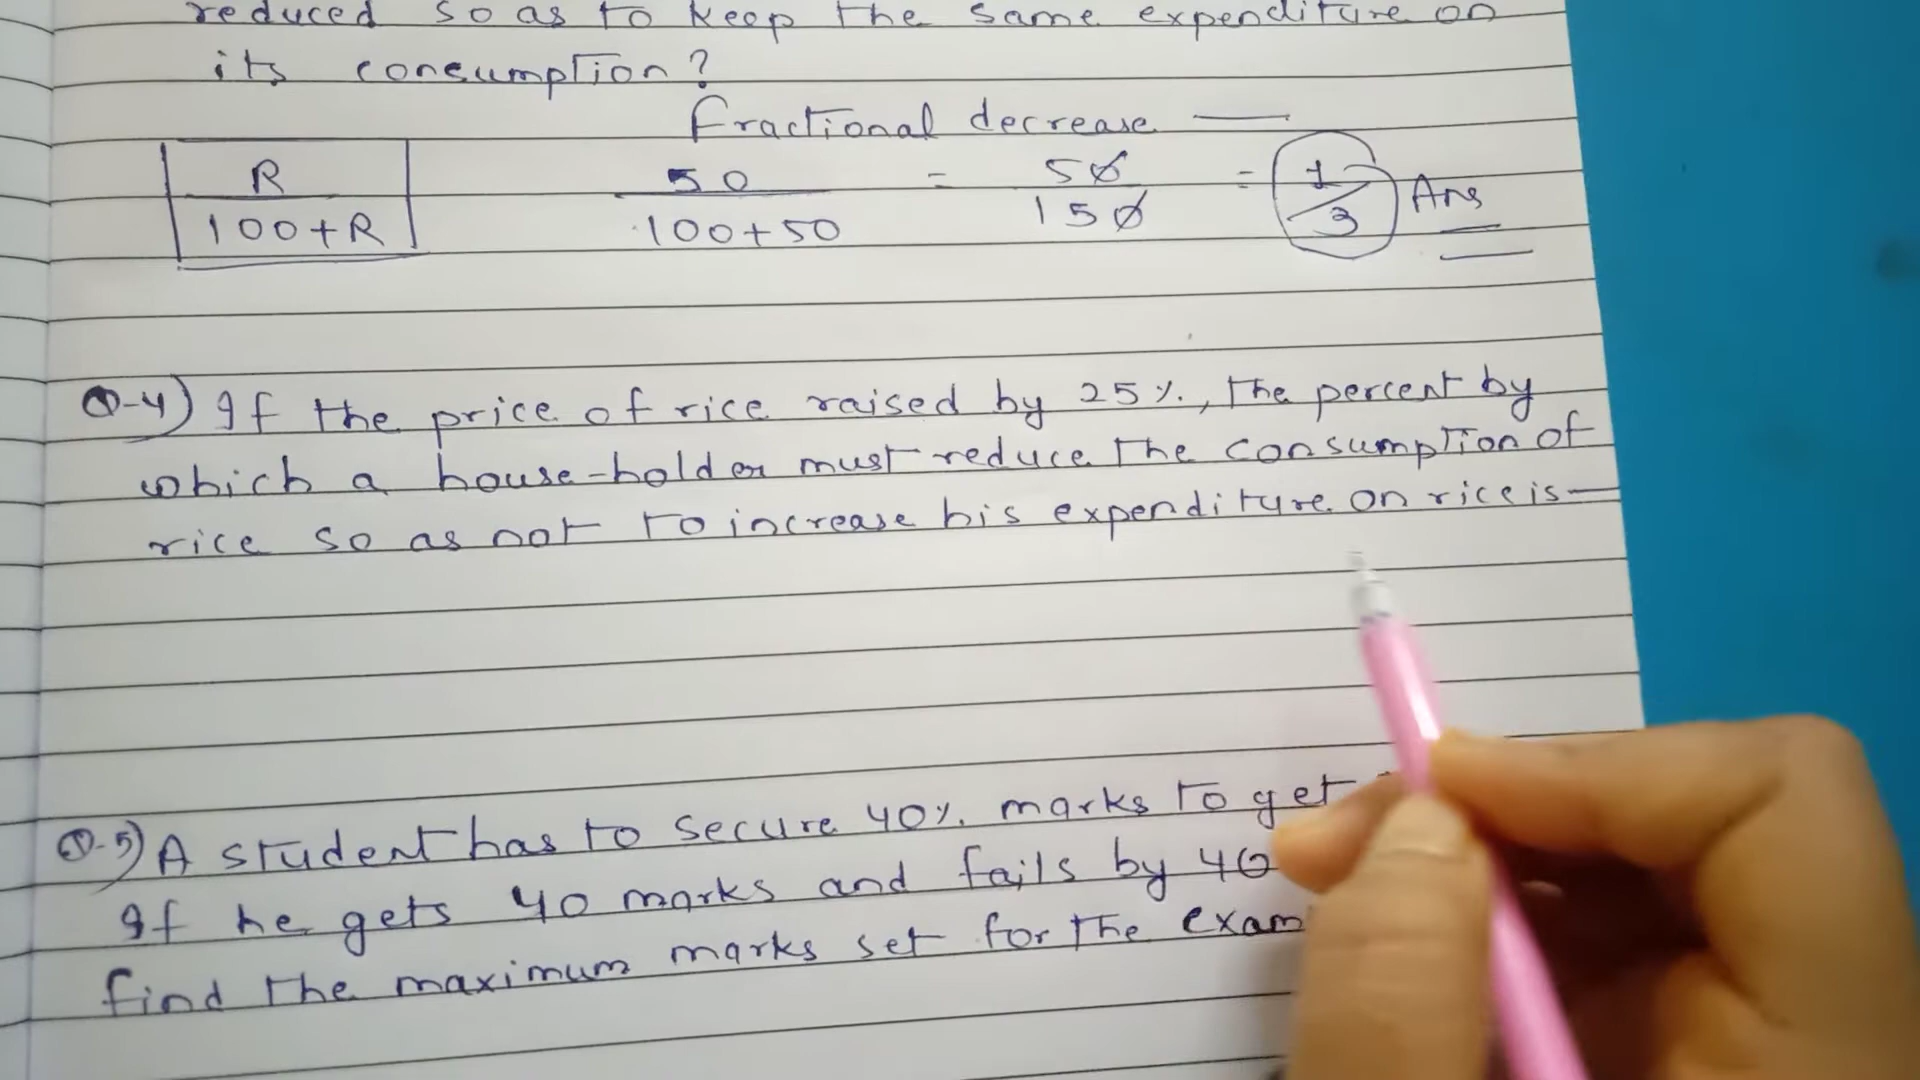 reduced so as to keep the same expenditure on
its consumption?
fractional decrease —
R/100+R 50/100+50 = 50/150 = 1/3 Ans
Q-4) If the price of rice raised by 25%, the percent by
which a house-holder must reduce the consumption of
rice so as not to increase his expenditure on rice is—
Q-5) A student has to secure 40% marks to get
If he gets 40 marks and fails by 40
find the maximum marks set for the exam